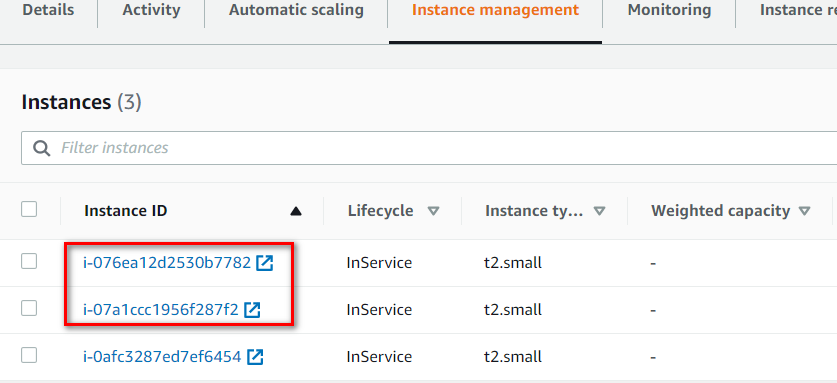 Details Activity Automatic scaling Instance management Monitoring Instance re
Instances (3)
Filter instances
Instance ID Lifecycle Instance ty... Weighted capacity
i-076ea12d2530b7782 InService t2.small -
i-07a1ccc1956f287f2 InService t2.small -
i-0afc3287ed7ef6454 InService t2.small -